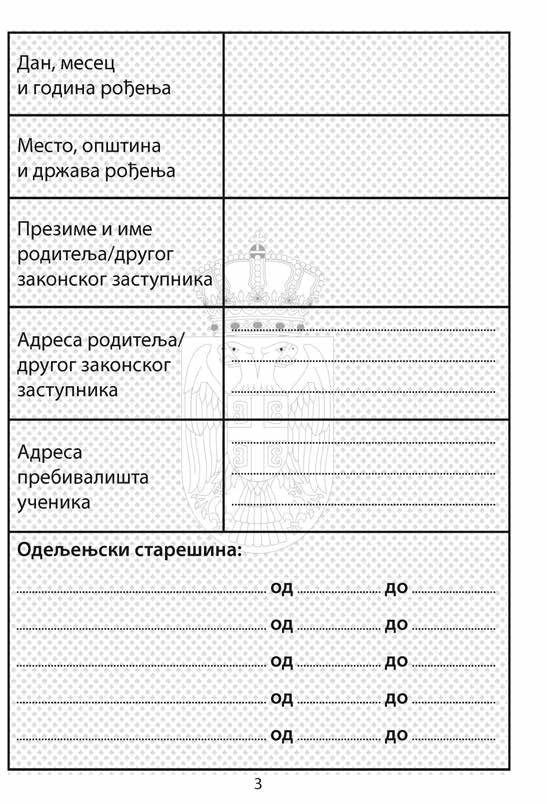 Дан, месец
и година рођења
Место, општина
и држава рођења
Презиме и име
родитеља/другог
законског заступника
Адреса родитеља/
другог законског
заступника
Адреса
пребивалишта
ученика
Одељењски старешина:
од до
од до
од до
од до
од до
3